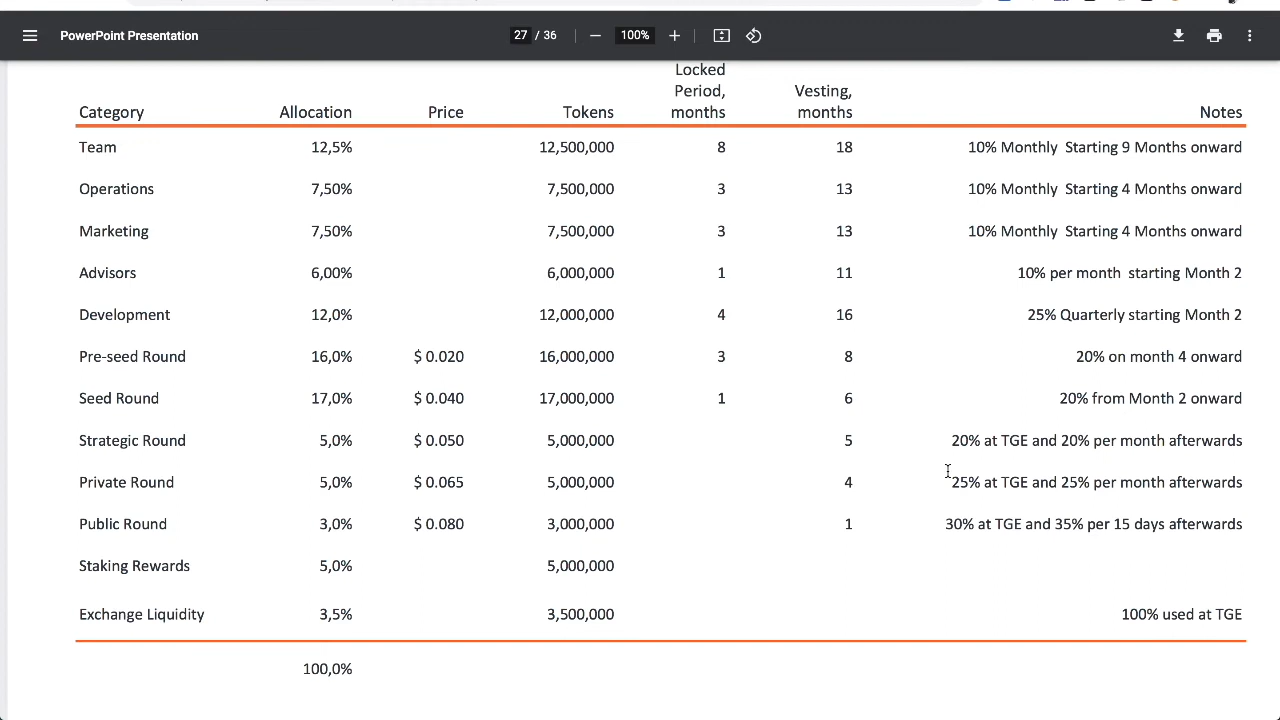 PowerPoint Presentation 27 / 36 100%
Locked
Period, Vesting,
Category Allocation Price Tokens months months Notes
Team 12,5% 12,500,000 8 18 10% Monthly Starting 9 Months onward
Operations 7,50% 7,500,000 3 13 10% Monthly Starting 4 Months onward
Marketing 7,50% 7,500,000 3 13 10% Monthly Starting 4 Months onward
Advisors 6,00% 6,000,000 1 11 10% per month starting Month 2
Development 12,0% 12,000,000 4 16 25% Quarterly starting Month 2
Pre-seed Round 16,0% $ 0.020 16,000,000 3 8 20% on month 4 onward
Seed Round 17,0% $ 0.040 17,000,000 1 6 20% from Month 2 onward
Strategic Round 5,0% $ 0.050 5,000,000 5 20% at TGE and 20% per month afterwards
Private Round 5,0% $ 0.065 5,000,000 4 25% at TGE and 25% per month afterwards
Public Round 3,0% $ 0.080 3,000,000 1 30% at TGE and 35% per 15 days afterwards
Staking Rewards 5,0% 5,000,000
Exchange Liquidity 3,5% 3,500,000 100% used at TGE
100,0%